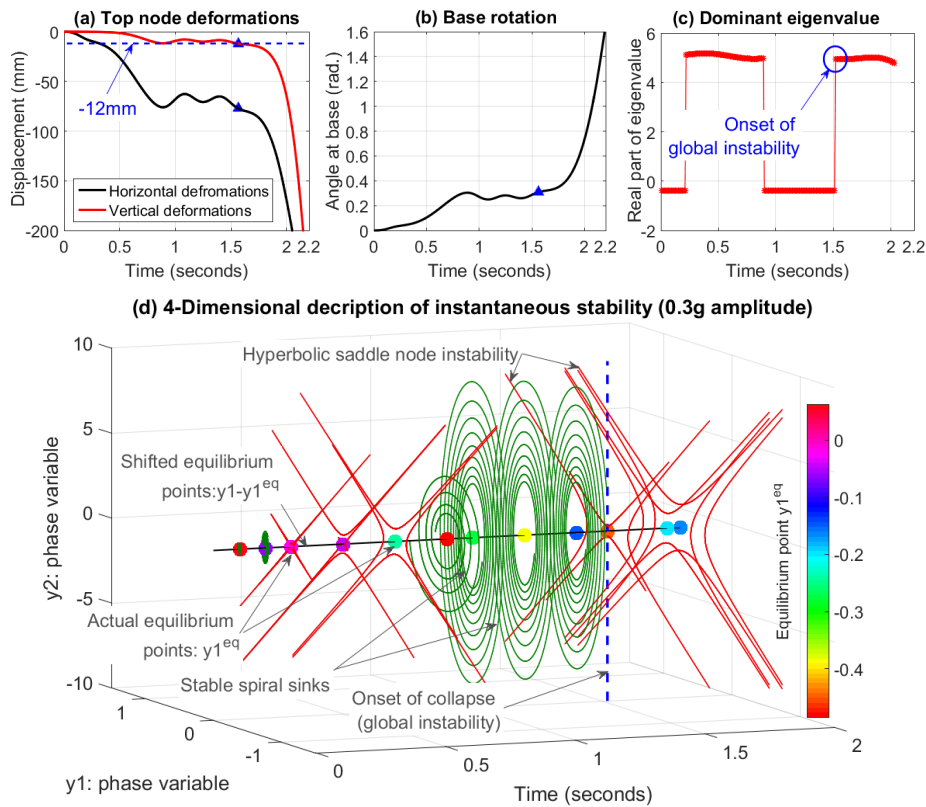 (a) Top node deformations
(b) Base rotation
(c) Dominant eigenvalue
Displacement (mm)
0
-50
-100
-150
-200
-12mm
Horizontal defromations
Vertical deformations
0
0.5
1
1.5
2 2.2
Time (seconds)
Angle at base (rad.)
1.6
1.4
1.2
1
0.8
0.6
0.4
0.2
0
0
0.5
1
1.5
2 2.2
Time (seconds)
Real part of eigenvalue
6
4
2
0
-2
Onset of
global instability
0
0.5
1
1.5
2 2.2
Time (seconds)
(d) 4-Dimensional decription of instantaneous stability (0.3g amplitude)
y2: phase variable
10
5
0
-5
-10
Hyperbolic saddle node instability
Shifted equilibrium
points:y1-y1eq
Actual equilibrium
points: y1eq
Stable spiral sinks
Onset of collapse
(global instability)
1
0
-1
y1: phase variable
0
0.5
1
1.5
2
Time (seconds)
Equilibrium point y1eq
0
-0.1
-0.2
-0.3
-0.4